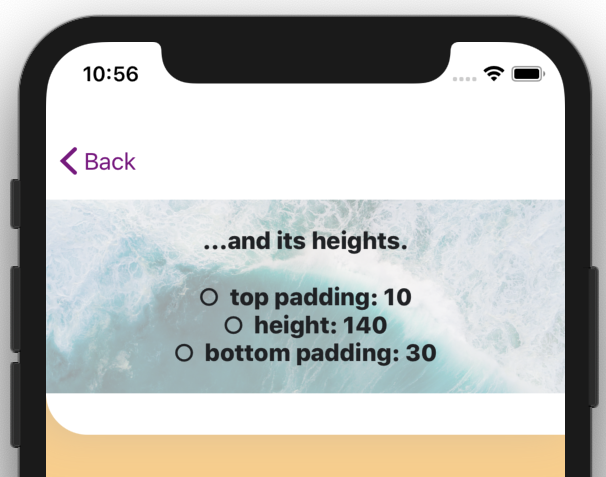 10:56
Back
...and its heights.
○ top padding: 10
○ height: 140
○ bottom padding: 30